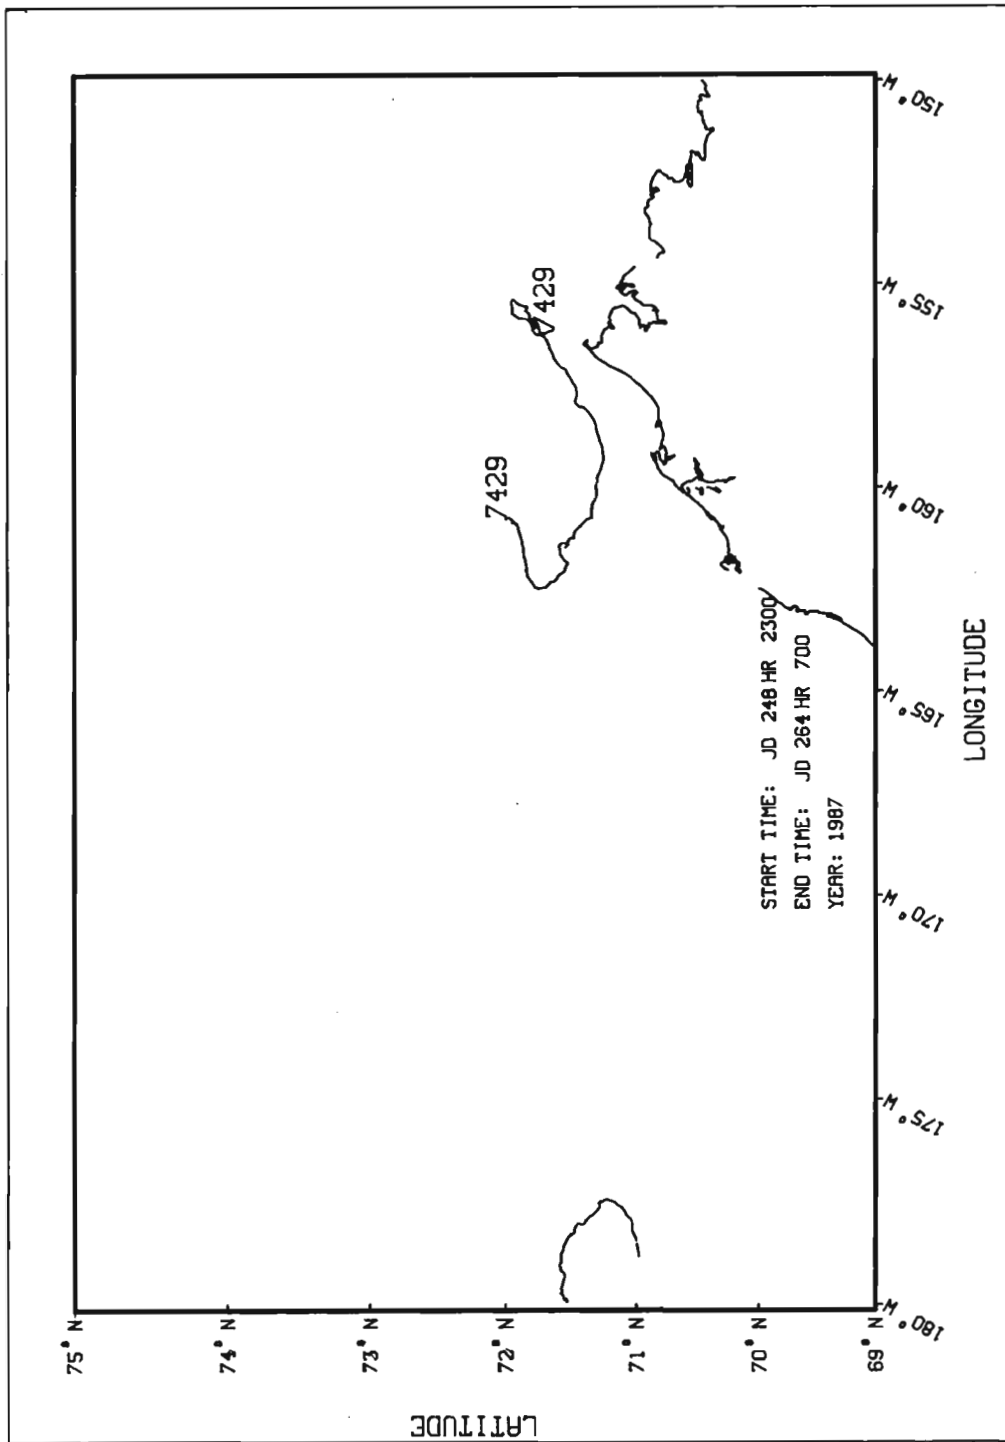 75° N
74° N
73° N
72° N
71° N
70° N
69° N
LATITUDE
7429
7429
START TIME: JD 248 HR 2300
END TIME: JD 264 HR 700
YEAR: 1987
180° W
175° W
170° W
165° W
160° W
155° W
150° W
LONGITUDE